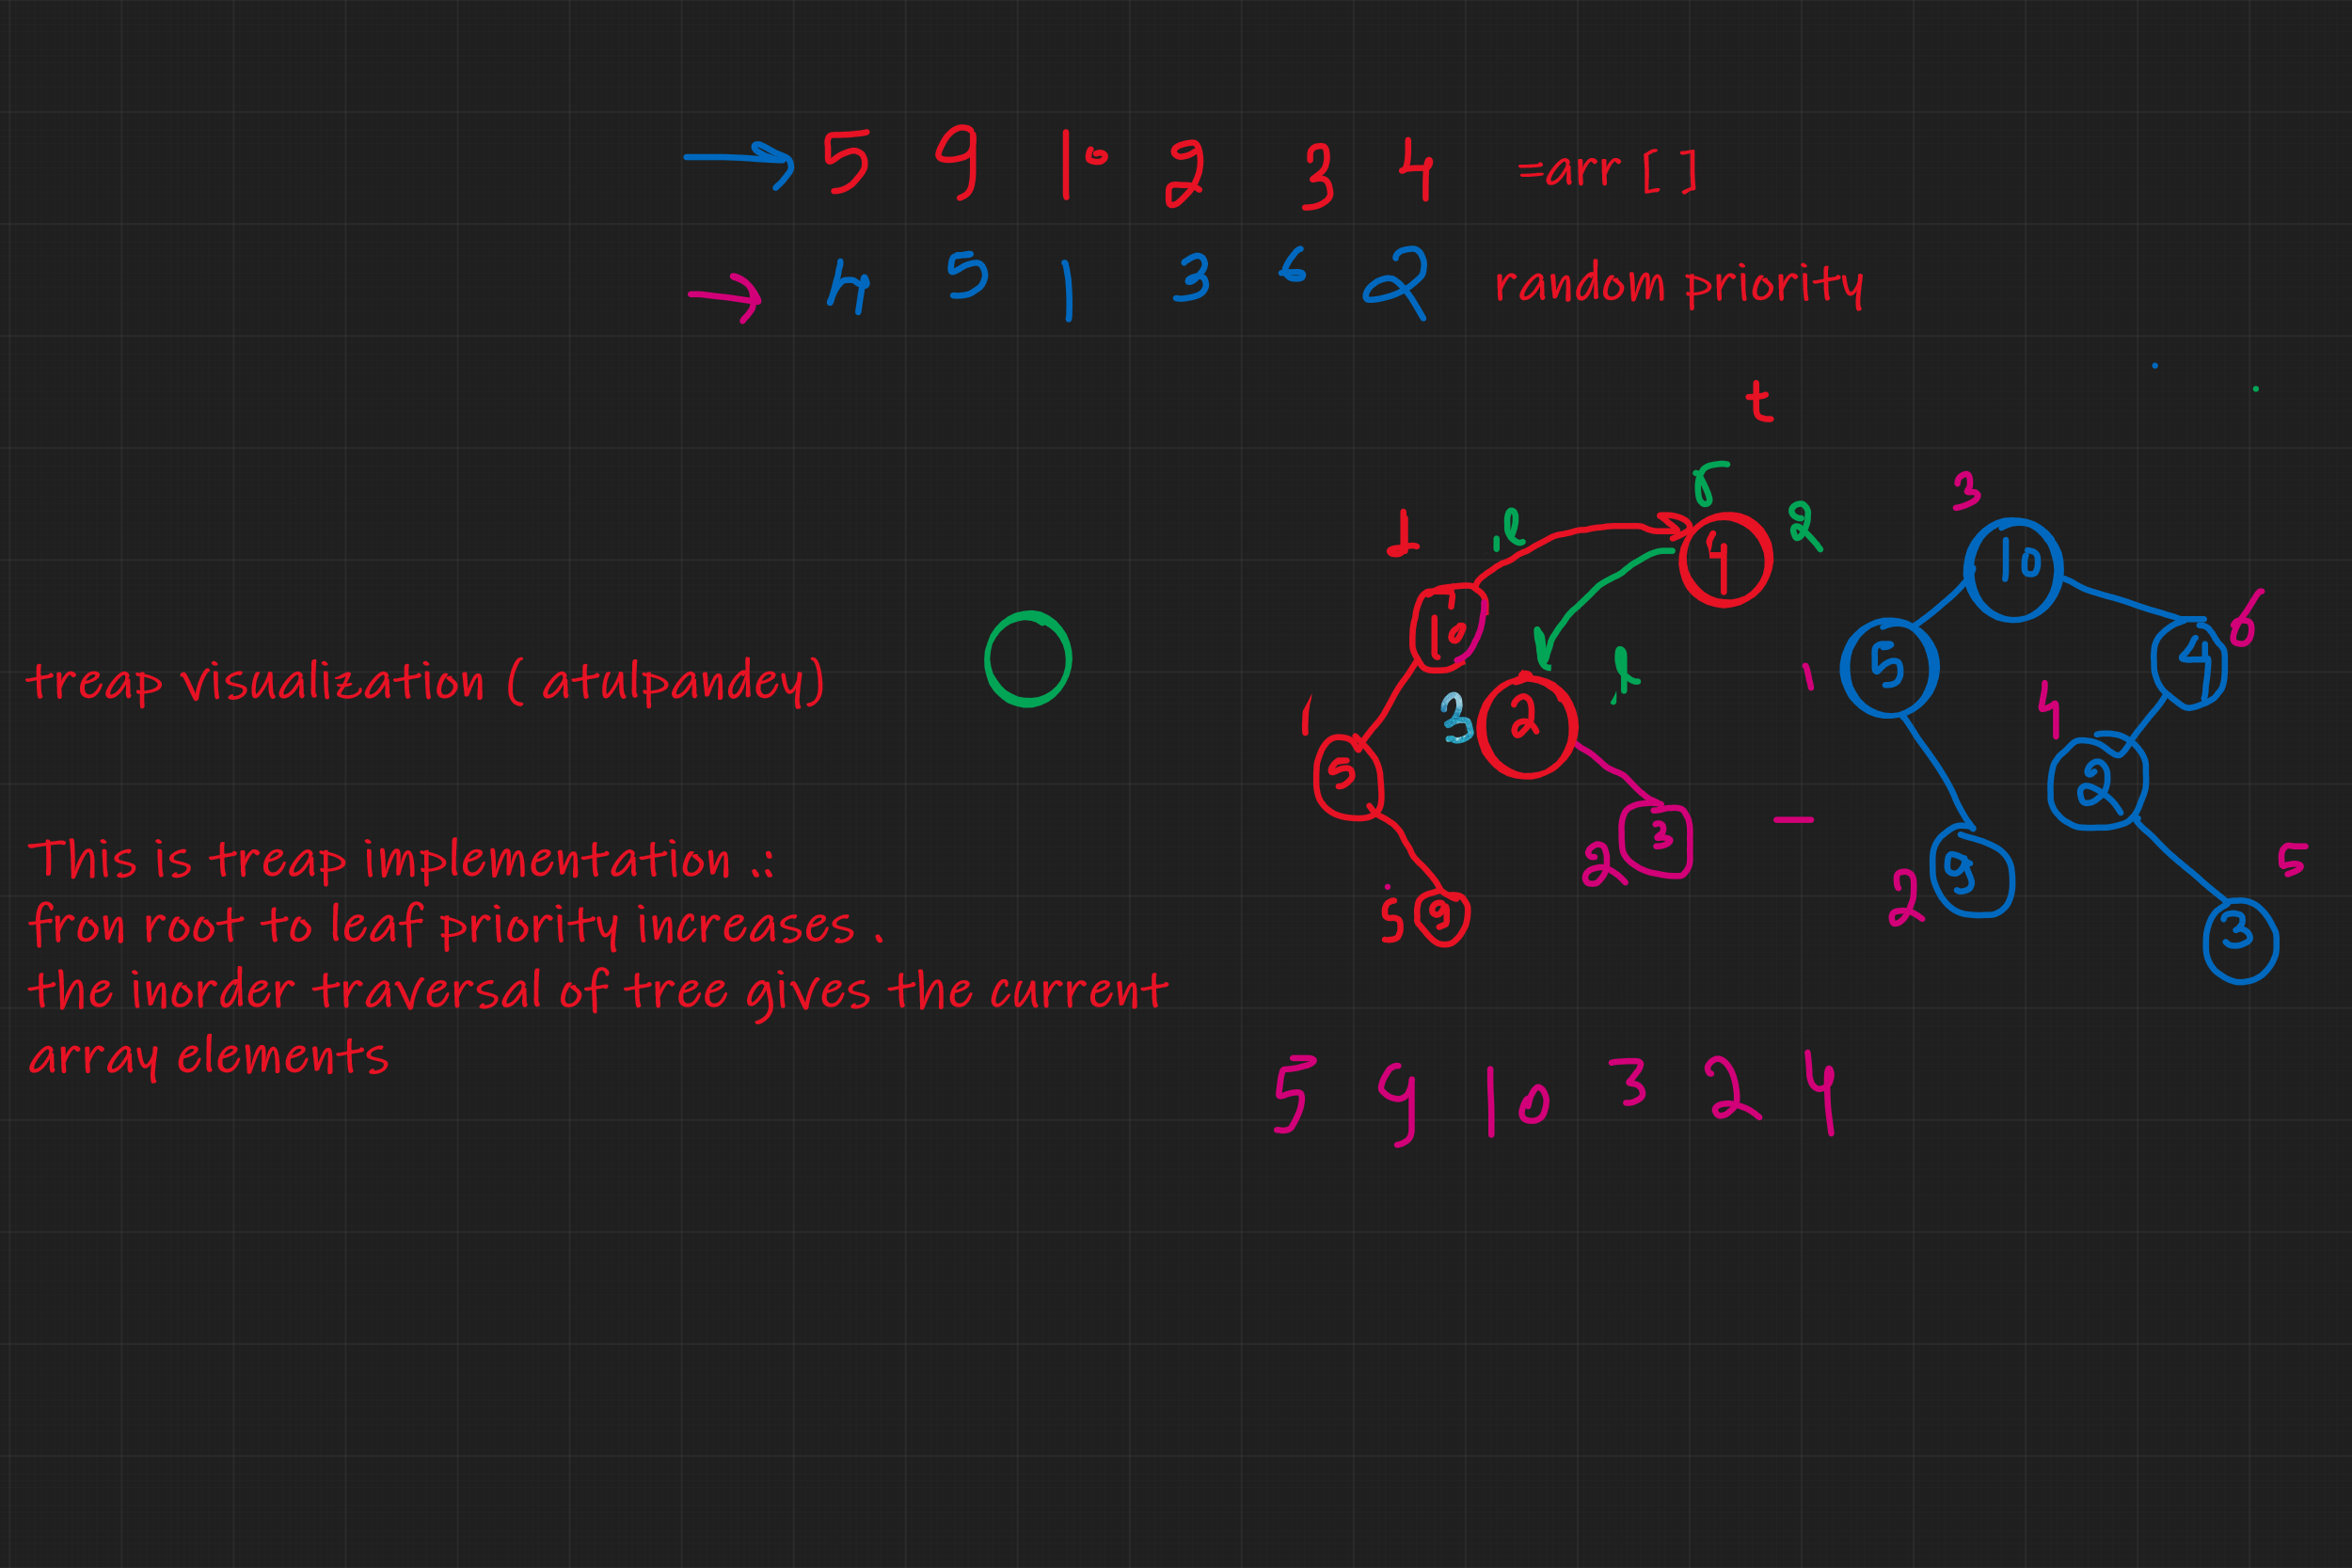 5 9 10 2 3 4 =arr [ ]
4 5 1 3 6 2 random priority
t
3
1 l r 2
10 4 10
6
treap visualization ( atulpandey)
5 4
1 3 2 1 4
5 3 2
2 5
2
5 9 3
This is treap implementation .:
fron root to leaf priority increases .
the inorder traversal of tree gives the current
array elements
5 9 10 3 2 4